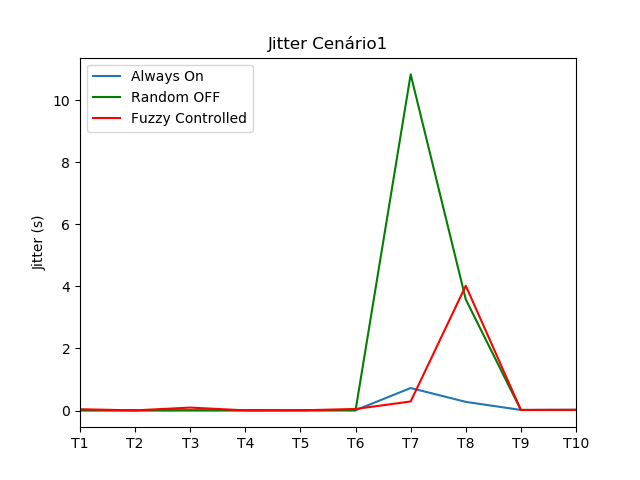 Jitter Cenário1
Always On
Random OFF
Fuzzy Controlled
Jitter (s)
10
8
6
4
2
0
T1 T2 T3 T4 T5 T6 T7 T8 T9 T10